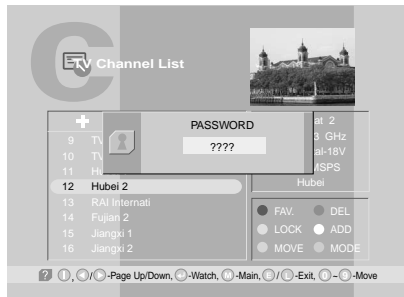 TV Channel List
PASSWORD
????
at 2
9 TV
3 GHz
10 TV
al-18V
11 Hu
MSPS
12 Hubei 2
Hubei
13 RAI Internati
14 Fujian 2
15 Jiangxi 1
16 Jiangxi 2
FAV. DEL
LOCK ADD
MOVE MODE
? I, / -Page Up/Down, -Watch, M-Main, E / L -Exit, 0 ~ 9 -Move